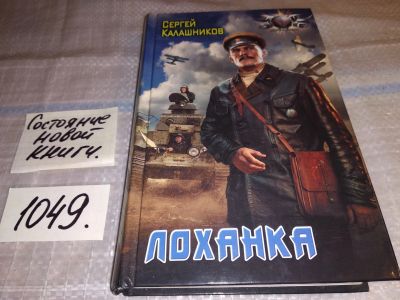 Сергей
Калашников
ЛОХАНКА
Состояние
новой
книги.
1049.